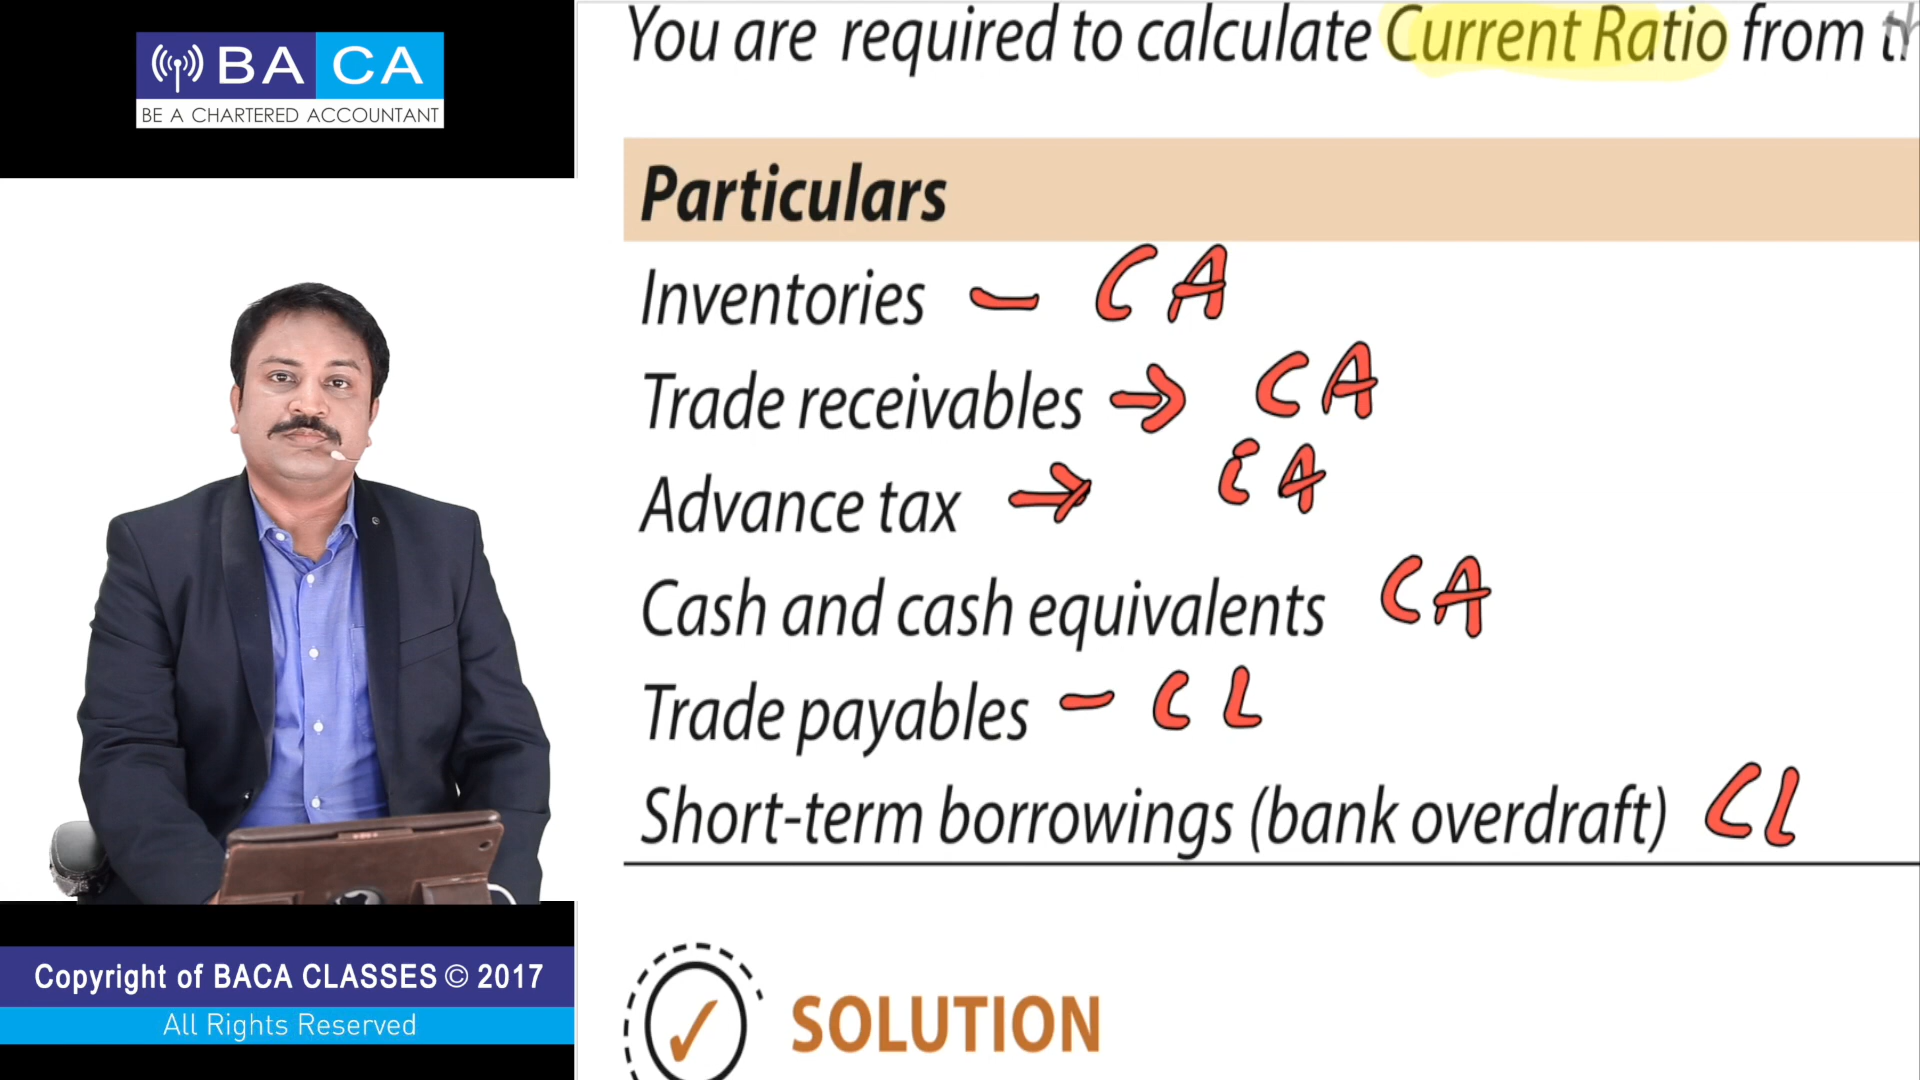 BA CA
BE A CHARTERED ACCOUNTANT
You are required to calculate Current Ratio from
Particulars
Inventories - CA
Trade receivables → CA
Advance tax → CA
Cash and cash equivalents CA
Trade payables - CL
Short-term borrowings (bank overdraft) CL
SOLUTION
Copyright of BACA CLASSES © 2017
All Rights Reserved